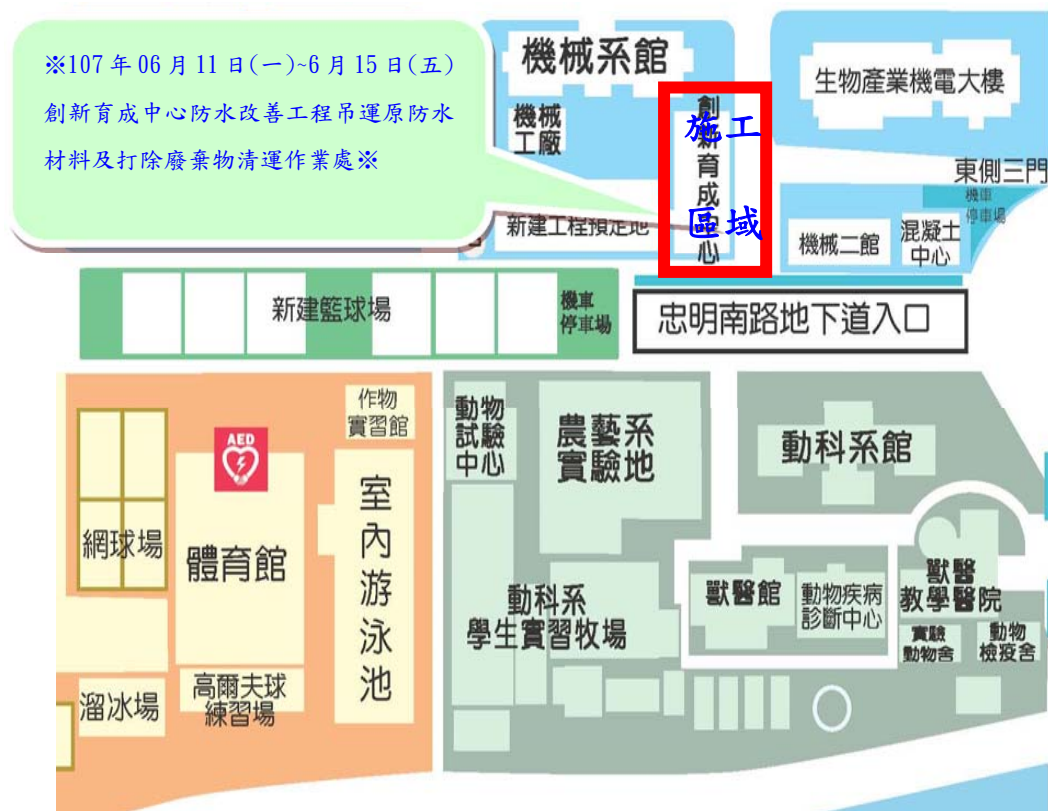 ※107年06月11日(一)~6月15日(五)
創新育成中心防水改善工程吊運原防水
材料及打除廢棄物清運作業處※
機械系館
機械
工廠
創新育成中心
施工
區域
生物產業機電大樓
東側三門
機車
停車場
新建工程預定地
機械二館
混凝土
中心
新建籃球場
機車
停車場
忠明南路地下道入口
作物
實習館
AED
網球場
體育館
室內游泳池
溜冰場
高爾夫球
練習場
動物
試驗
中心
農藝系
實驗地
動科系館
動科系
學生實習牧場
獸醫館
動物疾病
診斷中心
獸醫
教學醫院
實驗
動物舍
動物
檢疫舍